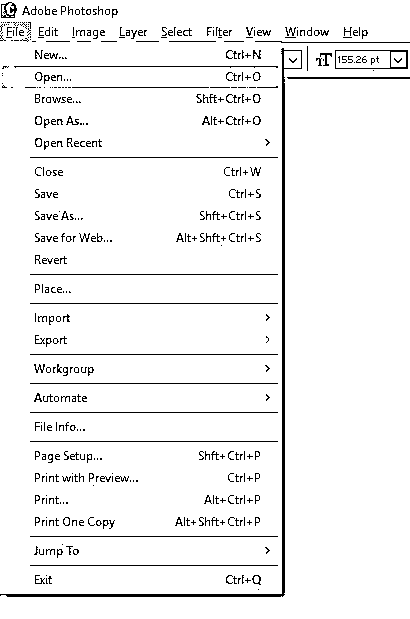 Adobe Photoshop
File Edit Image Layer Select Filter View Window Help
155.26 pt
New... Ctrl+N
Open... Ctrl+O
Browse... Shft+Ctrl+O
Open As... Alt+Ctrl+O
Open Recent
Close Ctrl+W
Save Ctrl+S
Save As... Shft+Ctrl+S
Save for Web... Alt+Shft+Ctrl+S
Revert
Place...
Import
Export
Workgroup
Automate
File Info...
Page Setup... Shft+Ctrl+P
Print with Preview... Ctrl+P
Print... Alt+Ctrl+P
Print One Copy Alt+Shft+Ctrl+P
Jump To
Exit Ctrl+Q